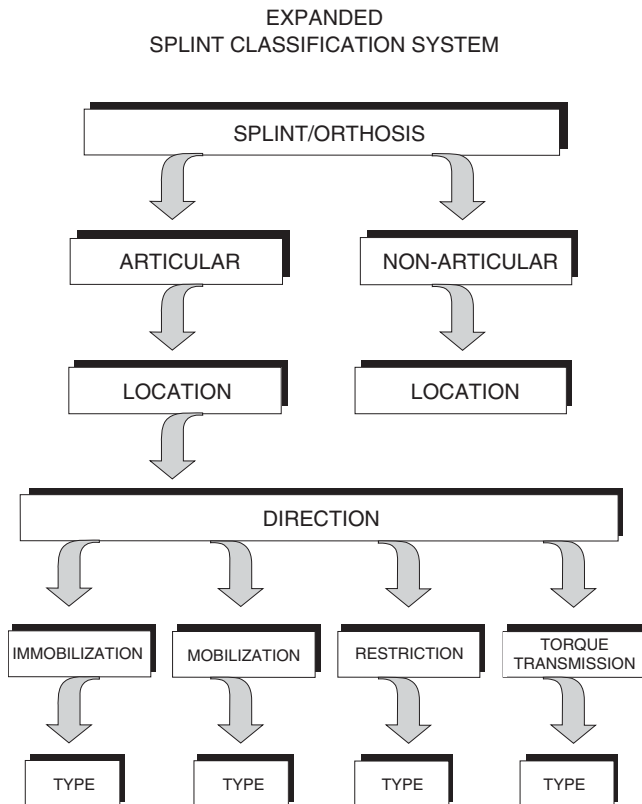 EXPANDED
SPLINT CLASSIFICATION SYSTEM
SPLINT/ORTHOSIS
ARTICULAR
NON-ARTICULAR
LOCATION
LOCATION
DIRECTION
IMMOBILIZATION
MOBILIZATION
RESTRICTION
TORQUE
TRANSMISSION
TYPE
TYPE
TYPE
TYPE